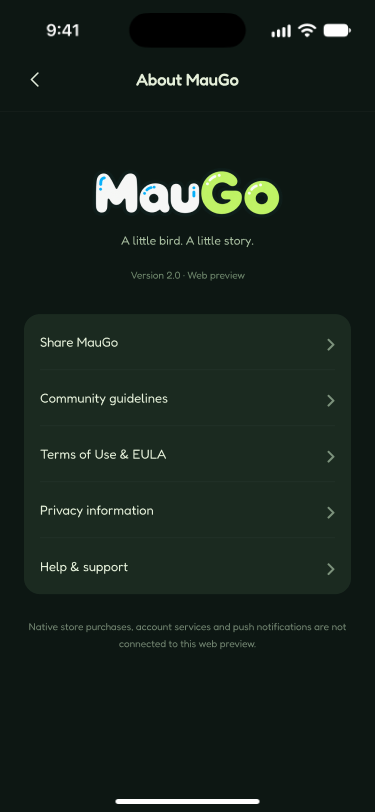 9:41
About MauGo
MauGo
A little bird. A little story.
Version 2.0 · Web preview
Share MauGo
Community guidelines
Terms of Use & EULA
Privacy information
Help & support
Native store purchases, account services and push notifications are not
connected to this web preview.